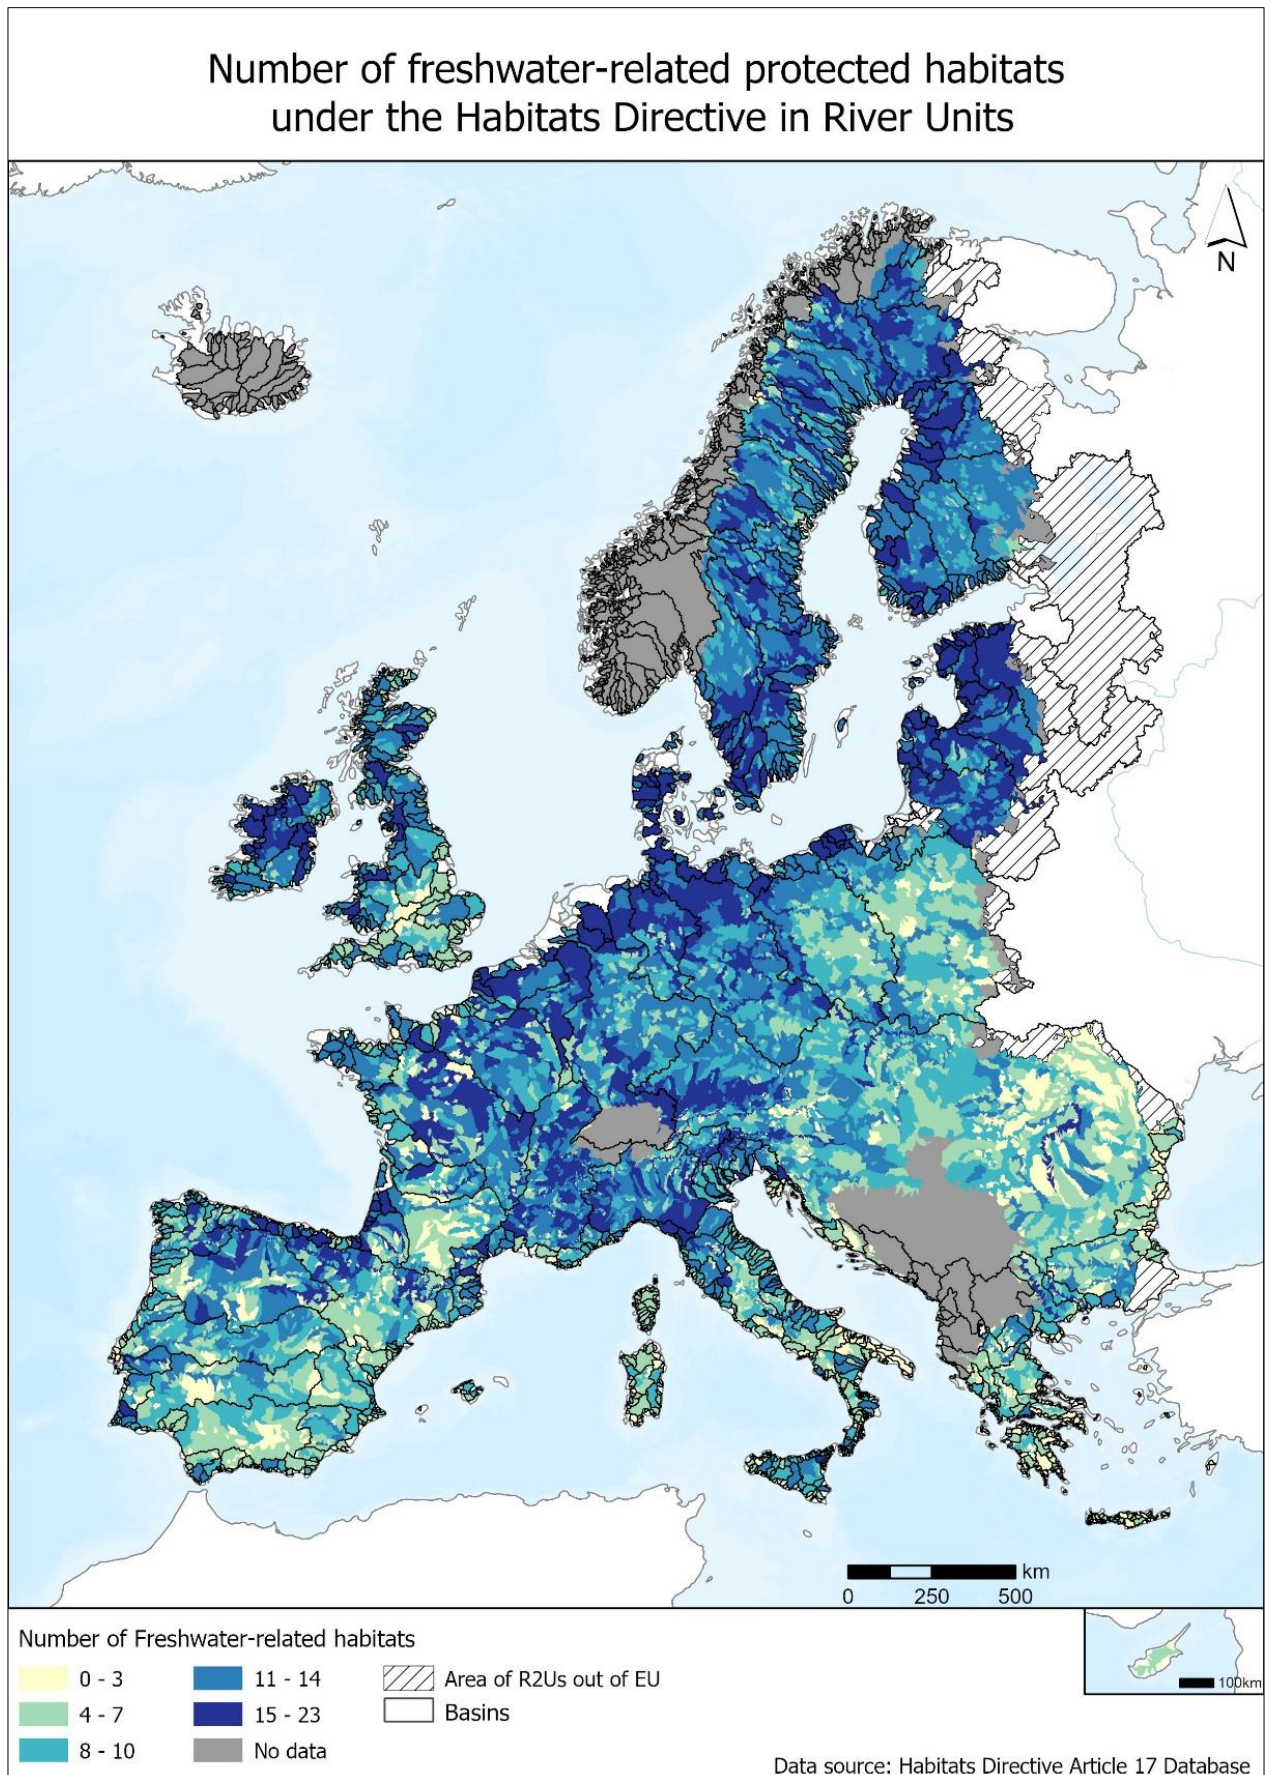 Number of freshwater-related protected habitats
under the Habitats Directive in River Units
N
km
0 250 500
Number of Freshwater-related habitats
0 - 3
4 - 7
8 - 10
11 - 14
15 - 23
No data
Area of R2Us out of EU
Basins
100km
Data source: Habitats Directive Article 17 Database